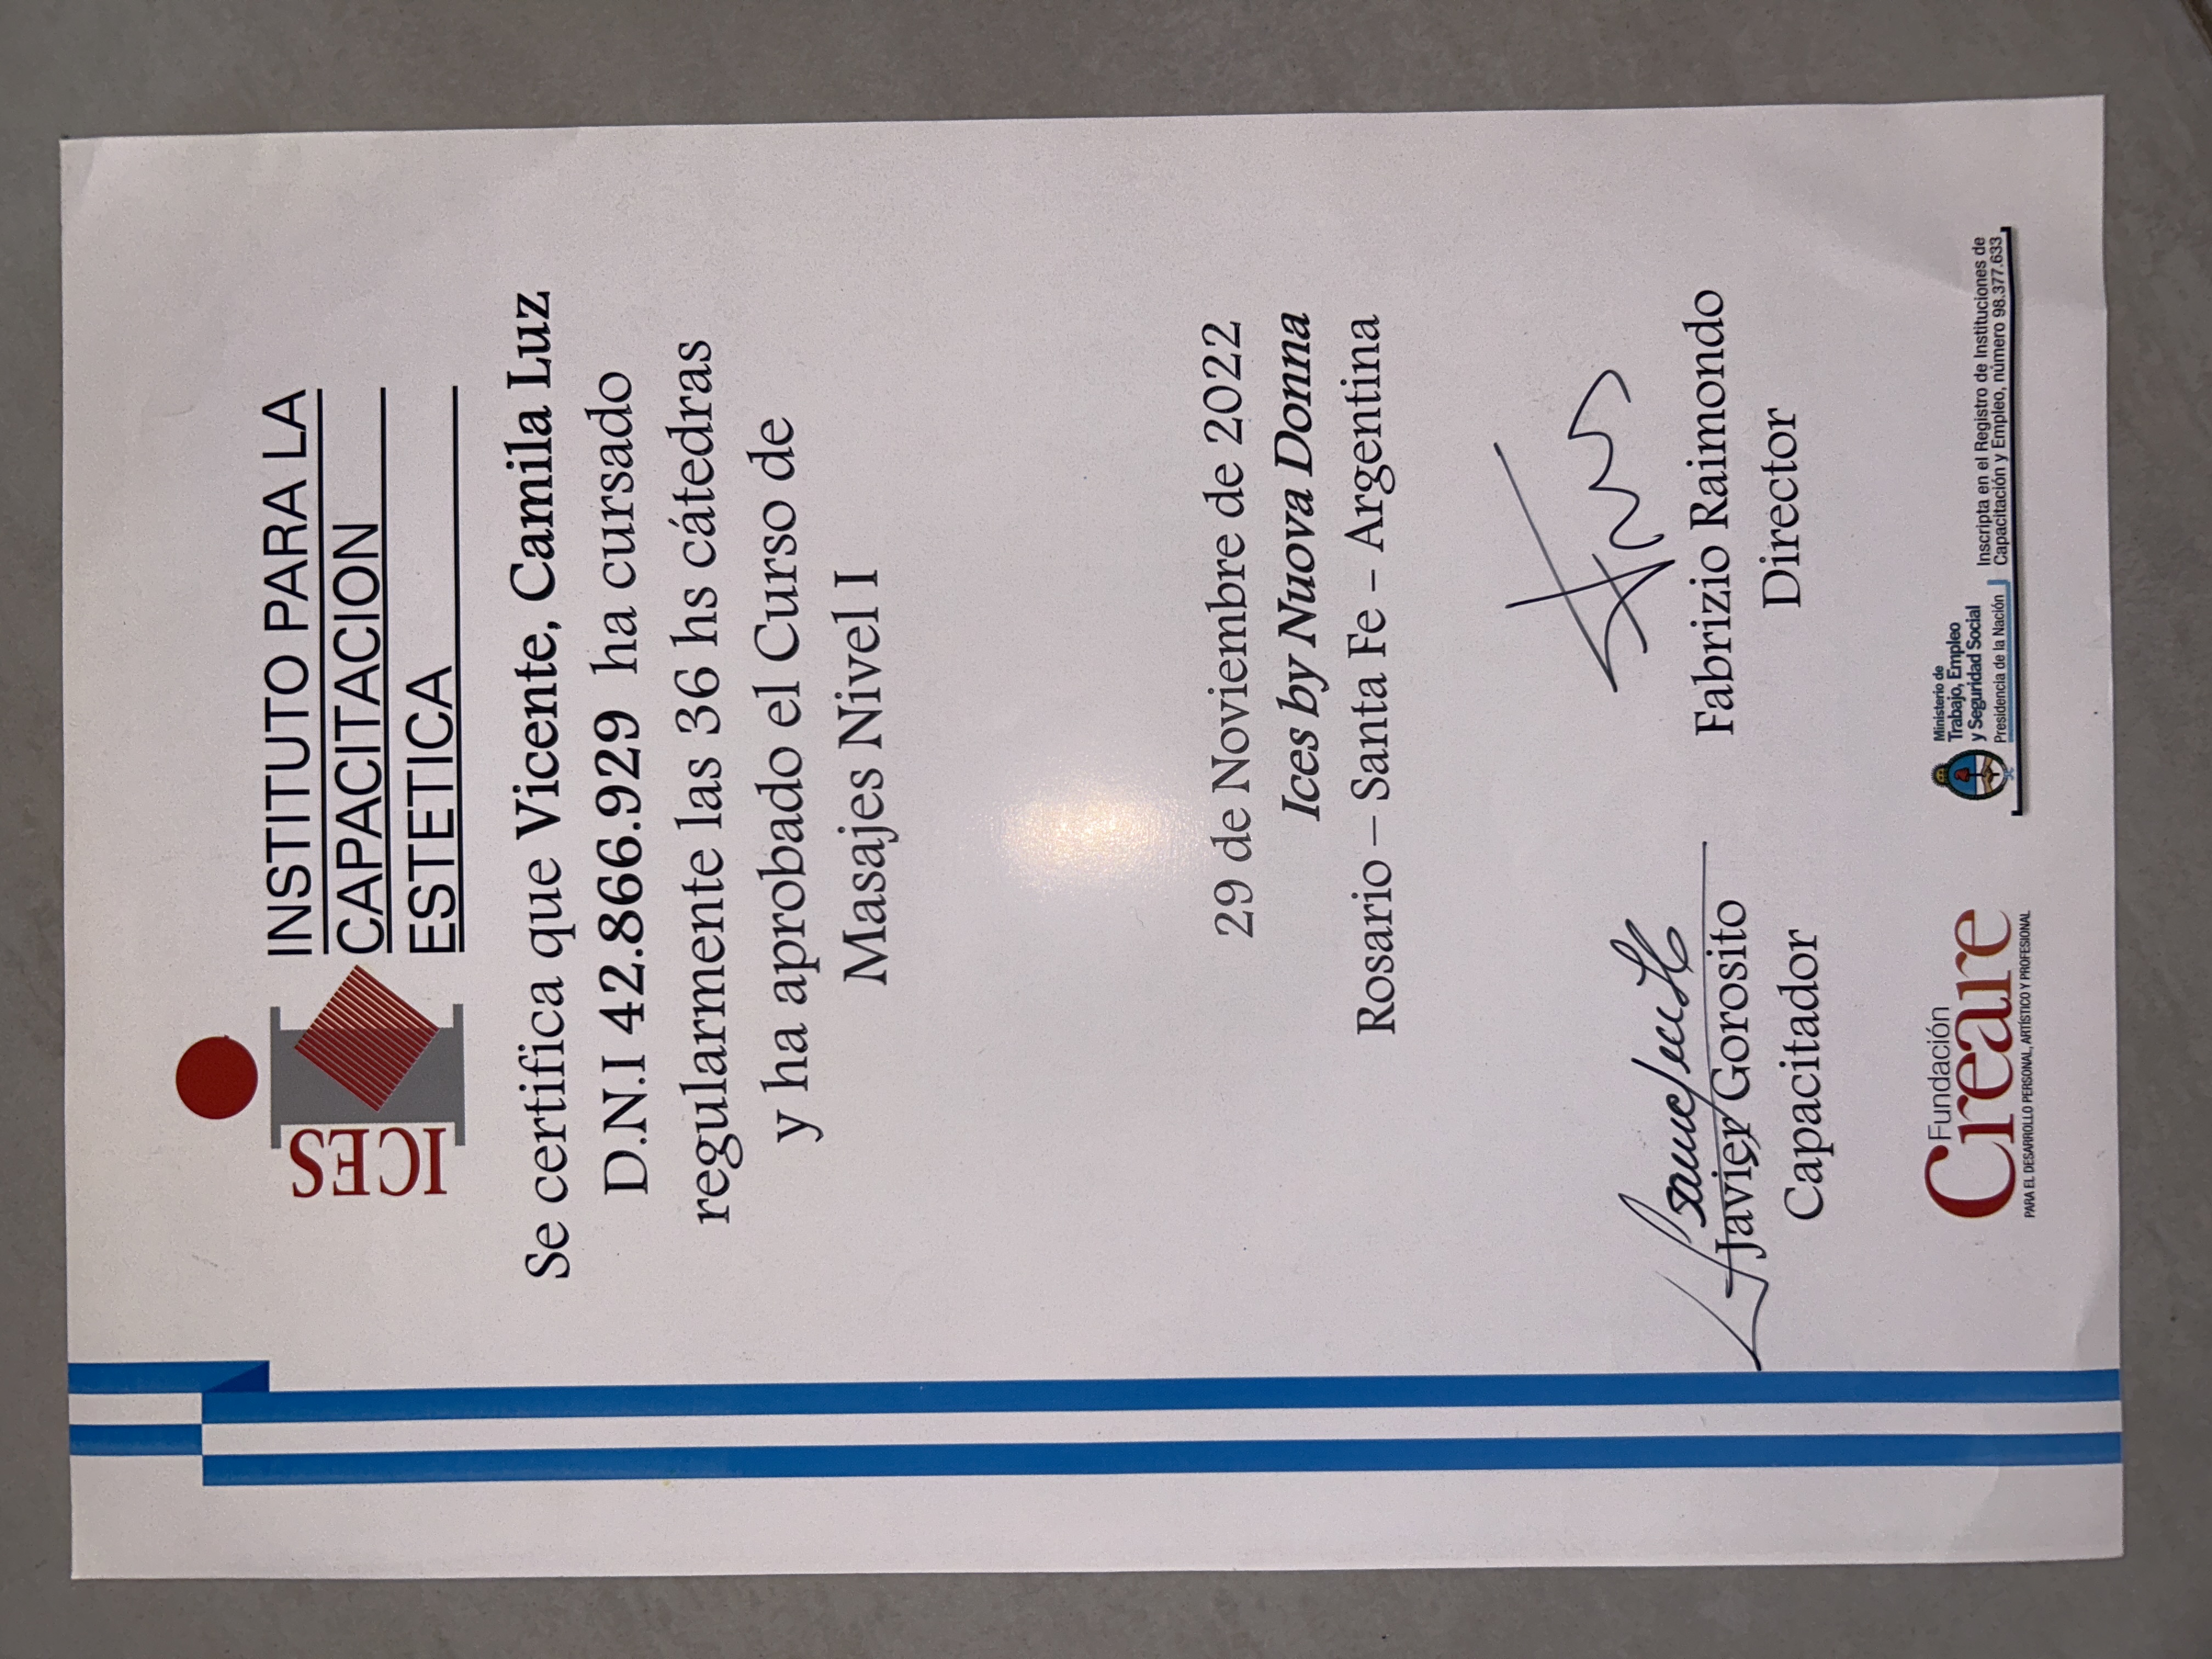 ICES
INSTITUTO PARA LA
CAPACITACION
ESTETICA
Se certifica que Vicente, Camila Luz
D.N.I 42.866.929 ha cursado
regularmente las 36 hs cátedras
y ha aprobado el Curso de
Masajes Nivel I
29 de Noviembre de 2022
Ices by Nuova Donna
Rosario – Santa Fe – Argentina
Javier Gorosito
Capacitador
Fabrizio Raimondo
Director
Fundación
Creare
PARA EL DESARROLLO PERSONAL, ARTÍSTICO Y PROFESIONAL
Ministerio de
Trabajo, Empleo
y Seguridad Social
Presidencia de la Nación
Inscripta en el Registro de Instituciones de
Capacitación y Empleo, número 98.377.633